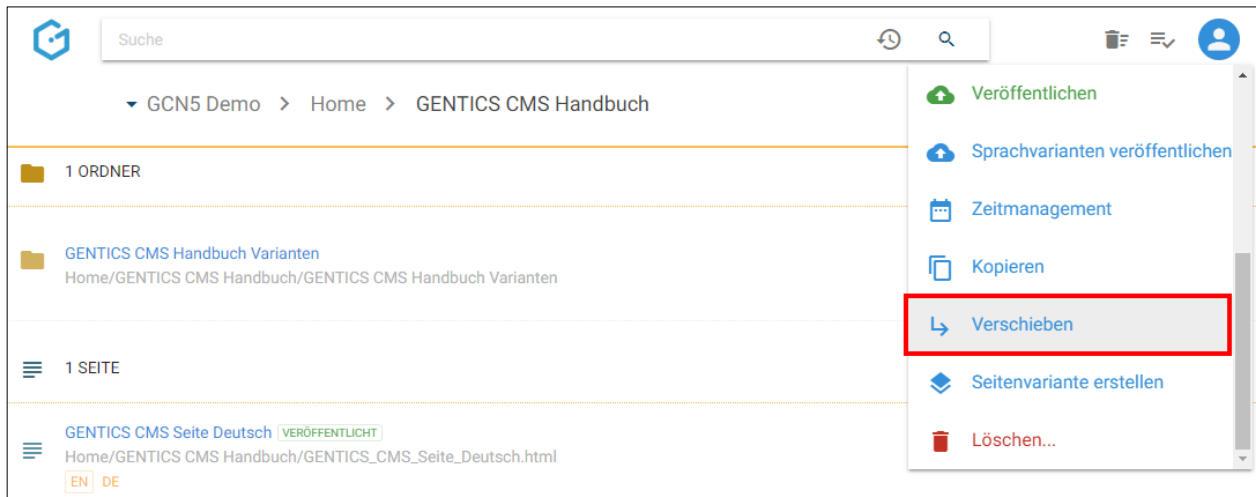 Suche
GCN5 Demo > Home > GENTICS CMS Handbuch
1 ORDNER
GENTICS CMS Handbuch Varianten
Home/GENTICS CMS Handbuch/GENTICS CMS Handbuch Varianten
1 SEITE
GENTICS CMS Seite Deutsch VERÖFFENTLICHT
Home/GENTICS CMS Handbuch/GENTICS_CMS_Seite_Deutsch.html
EN DE
Veröffentlichen
Sprachvarianten veröffentlichen
Zeitmanagement
Kopieren
Verschieben
Seitenvariante erstellen
Löschen...